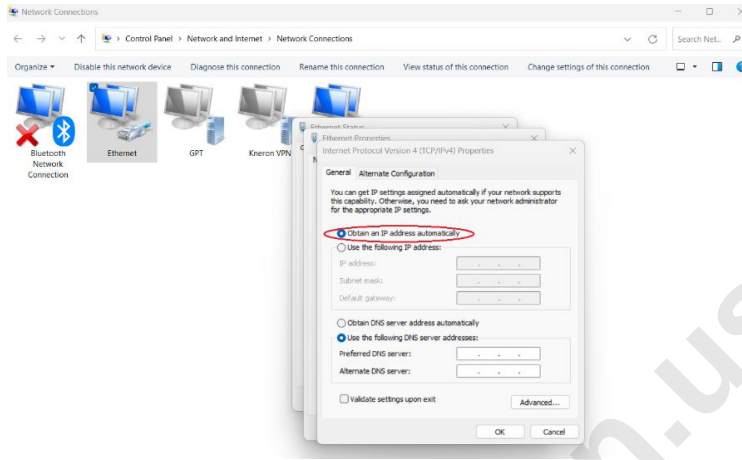 Network Connections
Control Panel > Network and Internet > Network Connections
Search Net...
Organize
Disable this network device
Diagnose this connection
Rename this connection
View status of this connection
Change settings of this connection
Bluetooth
Network
Connection
Ethernet
GPT
Kneron VPN
Ethernet Status
Ethernet Properties
Internet Protocol Version 4 (TCP/IPv4) Properties
General
Alternate Configuration
You can get IP settings assigned automatically if your network supports
this capability. Otherwise, you need to ask your network administrator
for the appropriate IP settings.
Obtain an IP address automatically
Use the following IP address:
IP address:
Subnet mask:
Default gateway:
Obtain DNS server address automatically
Use the following DNS server addresses:
Preferred DNS server:
Alternate DNS server:
Validate settings upon exit
Advanced...
OK
Cancel